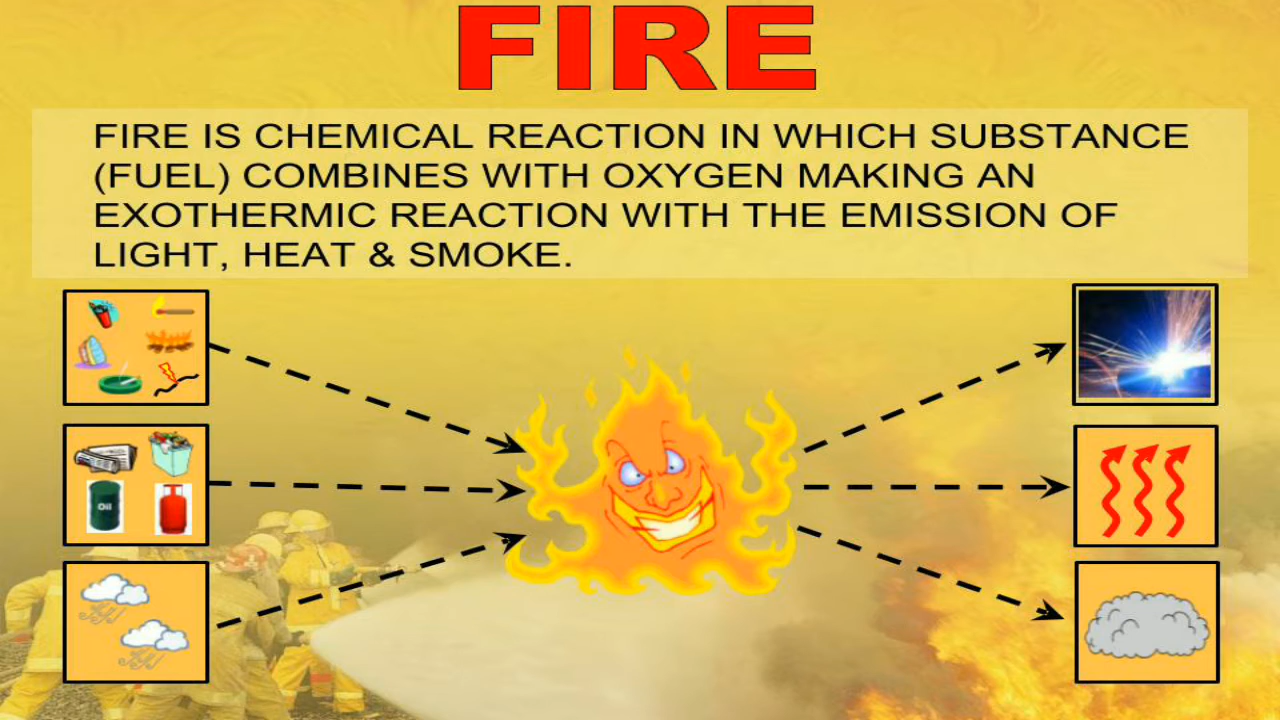 FIRE
FIRE IS CHEMICAL REACTION IN WHICH SUBSTANCE
(FUEL) COMBINES WITH OXYGEN MAKING AN
EXOTHERMIC REACTION WITH THE EMISSION OF
LIGHT, HEAT & SMOKE.
Oil